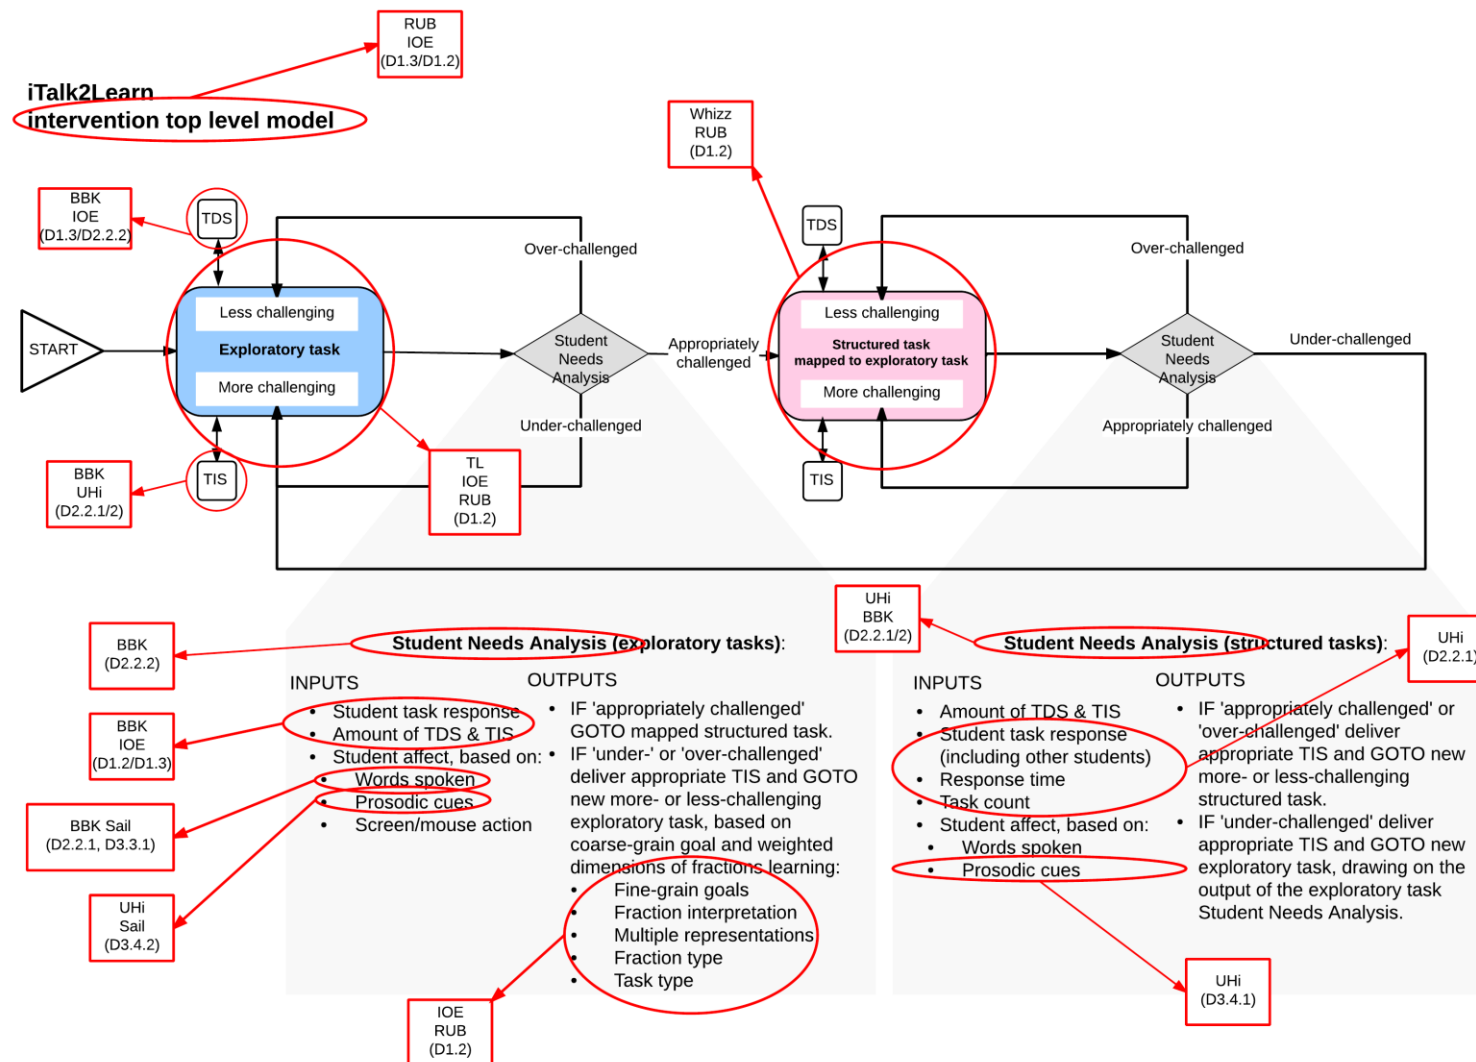 RUB
IOE
(D1.3/D1.2)
iTalk2Learn
intervention top level model
Whizz
RUB
(D1.2)
BBK
IOE
(D1.3/D2.2.2)
TDS
TDS
Over-challenged
Over-challenged
START
Less challenging
Exploratory task
More challenging
Student
Needs
Analysis
Appropriately
challenged
Less challenging
Structured task
mapped to exploratory task
More challenging
Student
Needs
Analysis
Under-challenged
Under-challenged
Appropriately challenged
BBK
UHi
(D2.2.1/2)
TIS
TL
IOE
RUB
(D1.2)
TIS
UHi
BBK
(D2.2.1/2)
BBK
(D2.2.2)
Student Needs Analysis (exploratory tasks):
INPUTS
• Student task response
• Amount of TDS & TIS
• Student affect, based on:
• Words spoken
• Prosodic cues
• Screen/mouse action
OUTPUTS
• IF 'appropriately challenged'
GOTO mapped structured task.
• IF 'under-' or 'over-challenged'
deliver appropriate TIS and GOTO
new more- or less-challenging
exploratory task, based on
coarse-grain goal and weighted
dimensions of fractions learning:
• Fine-grain goals
• Fraction interpretation
• Multiple representations
• Fraction type
• Task type
BBK
IOE
(D1.2/D1.3)
BBK Sail
(D2.2.1, D3.3.1)
UHi
Sail
(D3.4.2)
IOE
RUB
(D1.2)
Student Needs Analysis (structured tasks):
UHi
(D2.2.1)
INPUTS
• Amount of TDS & TIS
• Student task response
(including other students)
• Response time
• Task count
• Student affect, based on:
• Words spoken
• Prosodic cues
OUTPUTS
• IF 'appropriately challenged' or
'over-challenged' deliver
appropriate TIS and GOTO new
more- or less-challenging
structured task.
• IF 'under-challenged' deliver
appropriate TIS and GOTO new
exploratory task, drawing on the
output of the exploratory task
Student Needs Analysis.
UHi
(D3.4.1)